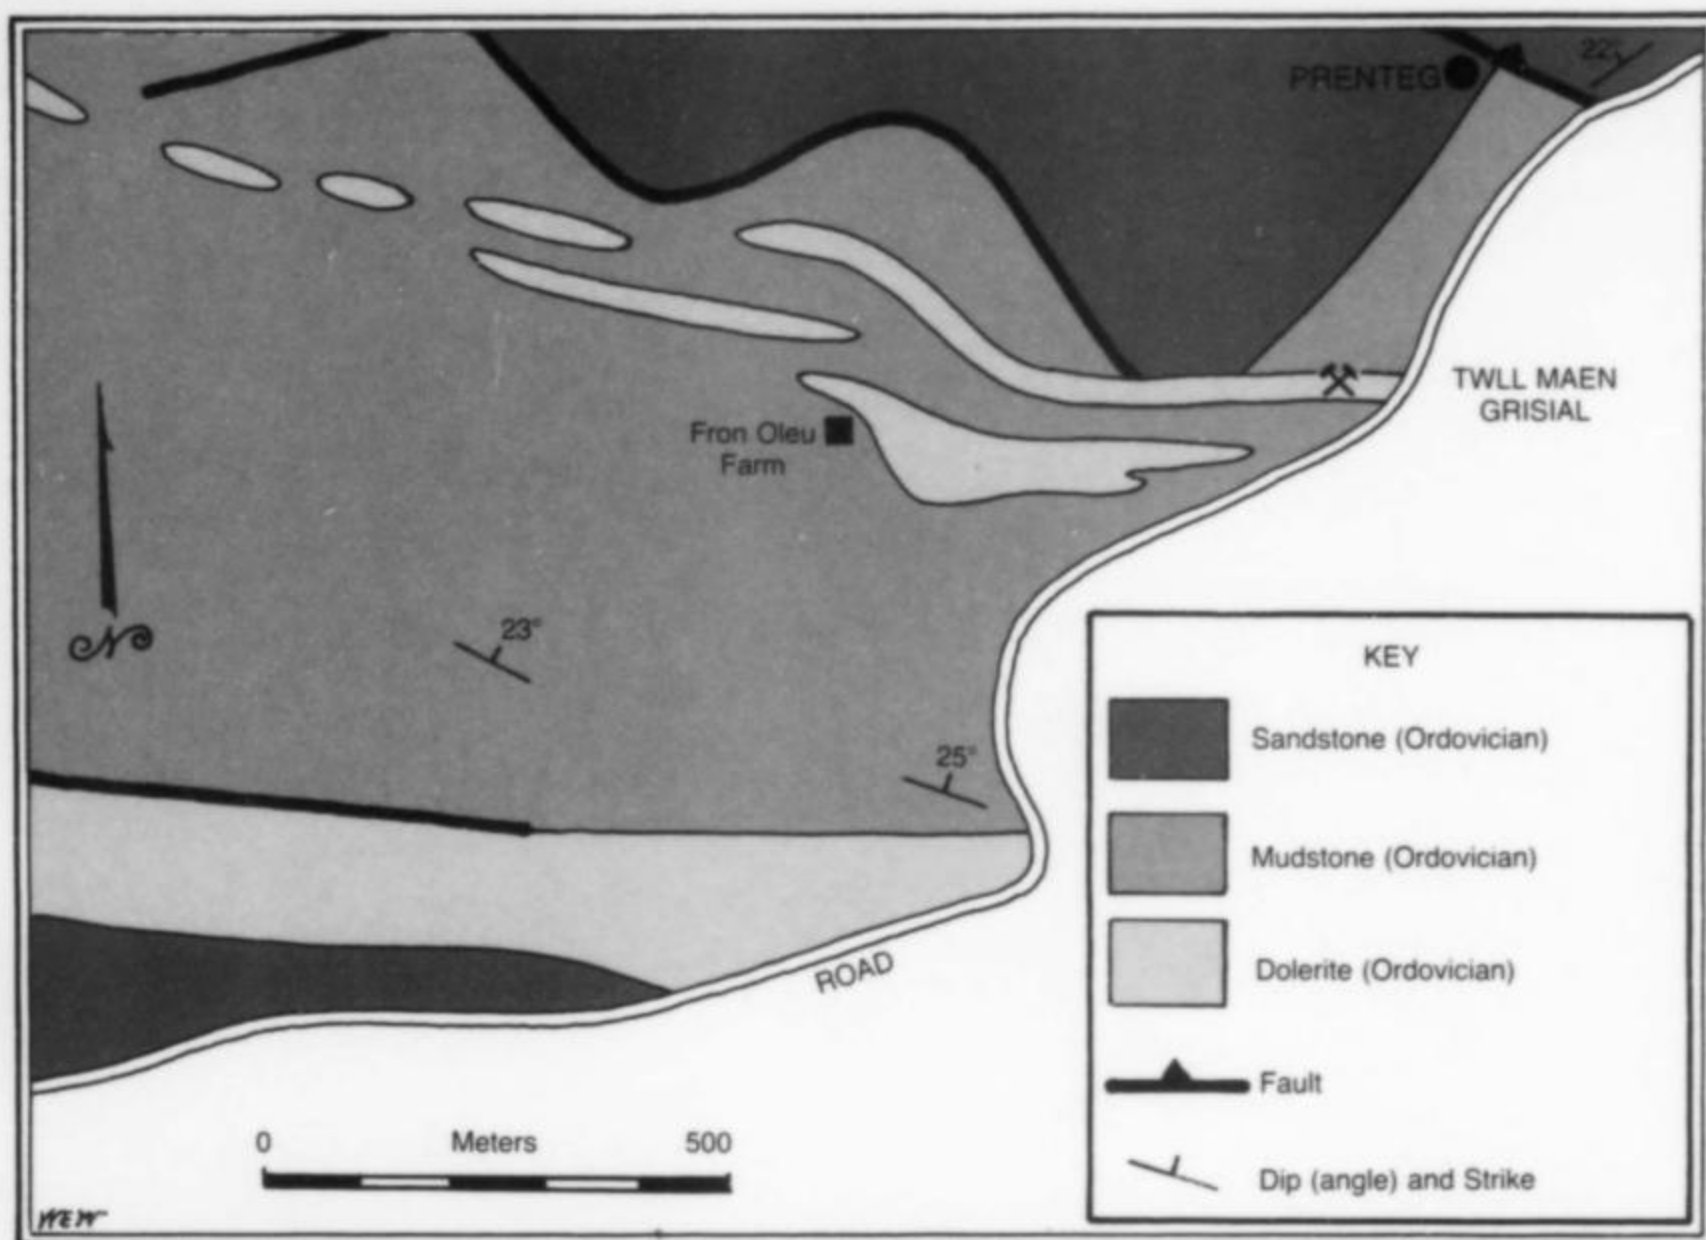 PRENTEG
22°
TWLL MAEN
GRISIAL
Fron Oleu
Farm
N
23°
25°
ROAD
KEY
Sandstone (Ordovician)
Mudstone (Ordovician)
Dolerite (Ordovician)
Fault
Dip (angle) and Strike
0 Meters 500
WEW